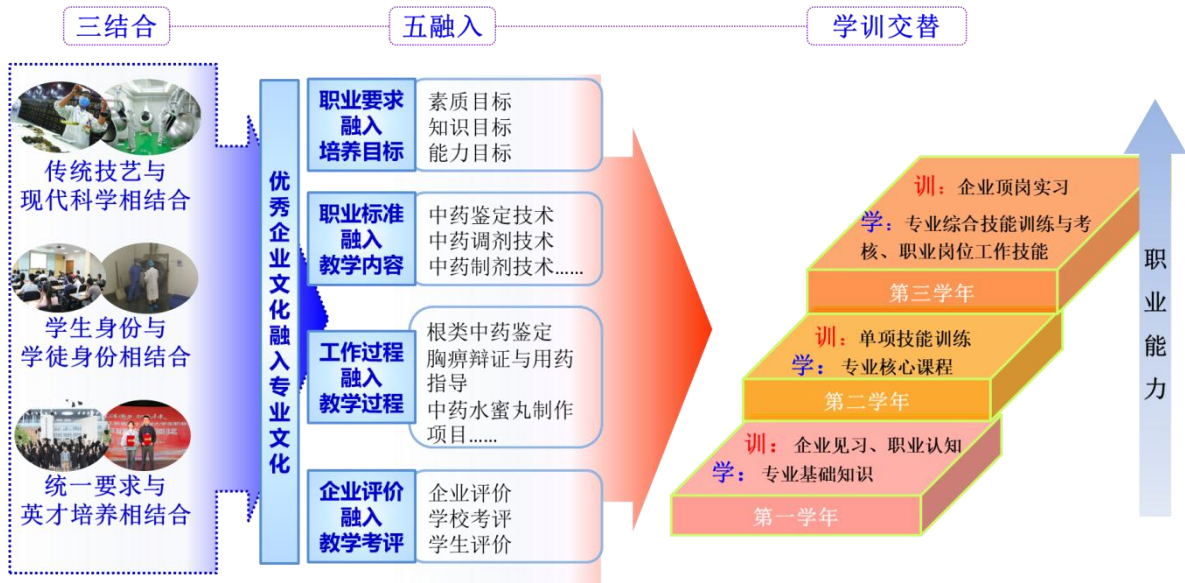 三结合
五融入
学训交替
传统技艺与
现代科学相结合
学生身份与
学徒身份相结合
统一要求与
英才培养相结合
优秀企业文化融入专业文化
职业要求
融入
培养目标
素质目标
知识目标
能力目标
职业标准
融入
教学内容
中药鉴定技术
中药调剂技术
中药制剂技术……
工作过程
融入
教学过程
根类中药鉴定
胸痹辩证与用药
指导
中药水蜜丸制作
项目……
企业评价
融入
教学考评
企业评价
学校考评
学生评价
训：企业顶岗实习
学：专业综合技能训练与考
核、职业岗位工作技能
第三学年
训：单项技能训练
学：专业核心课程
第二学年
训：企业见习、职业认知
学：专业基础知识
第一学年
职业能力